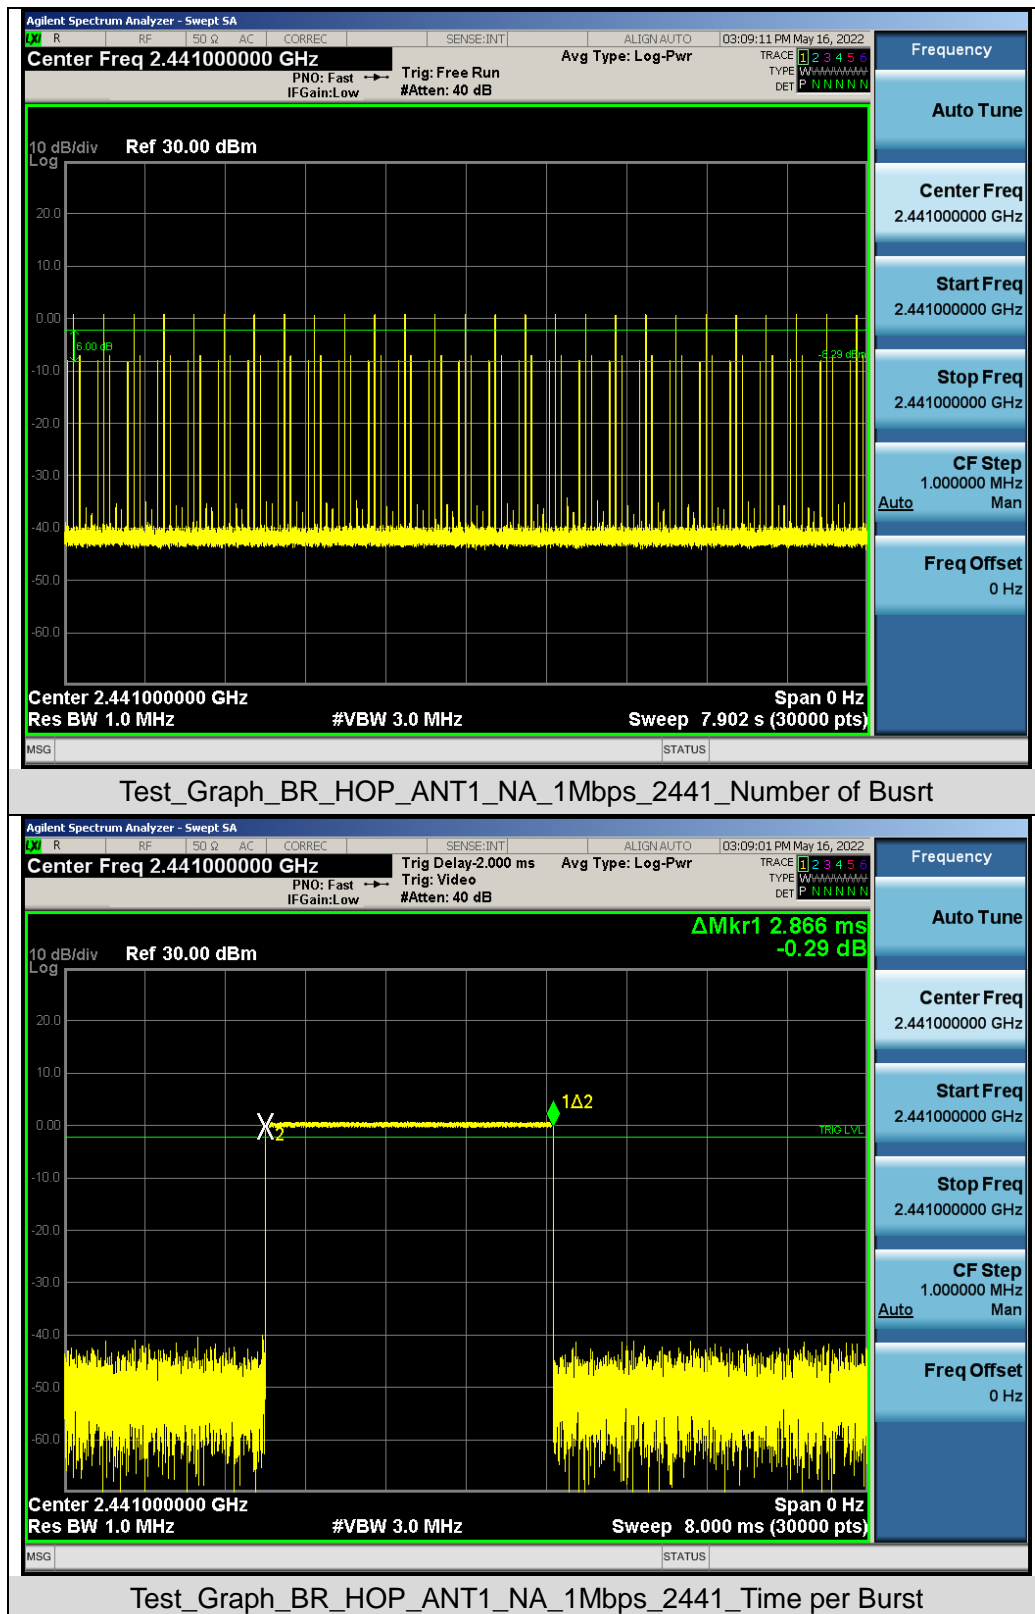 Agilent Spectrum Analyzer - Swept SA
LXI R RF 50 Ω AC CORREC SENSE:INT ALIGN AUTO 03:09:11 PM May 16, 2022
Center Freq 2.441000000 GHz Avg Type: Log-Pwr TRACE 1 2 3 4 5 6
PNO: Fast Trig: Free Run TYPE WWWWWW
IFGain:Low #Atten: 40 dB DET P N N N N N
10 dB/div Ref 30.00 dBm
Log
20.0
10.0
0.00
6.00 dB -8.29 dBm
-10.0
-20.0
-30.0
-40.0
-50.0
-60.0
Center 2.441000000 GHz Span 0 Hz
Res BW 1.0 MHz #VBW 3.0 MHz Sweep 7.902 s (30000 pts)
MSG STATUS
Frequency
Auto Tune
Center Freq
2.441000000 GHz
Start Freq
2.441000000 GHz
Stop Freq
2.441000000 GHz
CF Step
1.000000 MHz
Auto Man
Freq Offset
0 Hz
Test_Graph_BR_HOP_ANT1_NA_1Mbps_2441_Number of Busrt
Agilent Spectrum Analyzer - Swept SA
LXI R RF 50 Ω AC CORREC SENSE:INT ALIGN AUTO 03:09:01 PM May 16, 2022
Center Freq 2.441000000 GHz Trig Delay-2.000 ms Avg Type: Log-Pwr TRACE 1 2 3 4 5 6
PNO: Fast Trig: Video TYPE WWWWWW
IFGain:Low #Atten: 40 dB DET P N N N N N
ΔMkr1 2.866 ms
-0.29 dB
10 dB/div Ref 30.00 dBm
Log
20.0
10.0
1Δ2
0.00
2 TRIG LVL
-10.0
-20.0
-30.0
-40.0
-50.0
-60.0
Center 2.441000000 GHz Span 0 Hz
Res BW 1.0 MHz #VBW 3.0 MHz Sweep 8.000 ms (30000 pts)
MSG STATUS
Frequency
Auto Tune
Center Freq
2.441000000 GHz
Start Freq
2.441000000 GHz
Stop Freq
2.441000000 GHz
CF Step
1.000000 MHz
Auto Man
Freq Offset
0 Hz
Test_Graph_BR_HOP_ANT1_NA_1Mbps_2441_Time per Burst